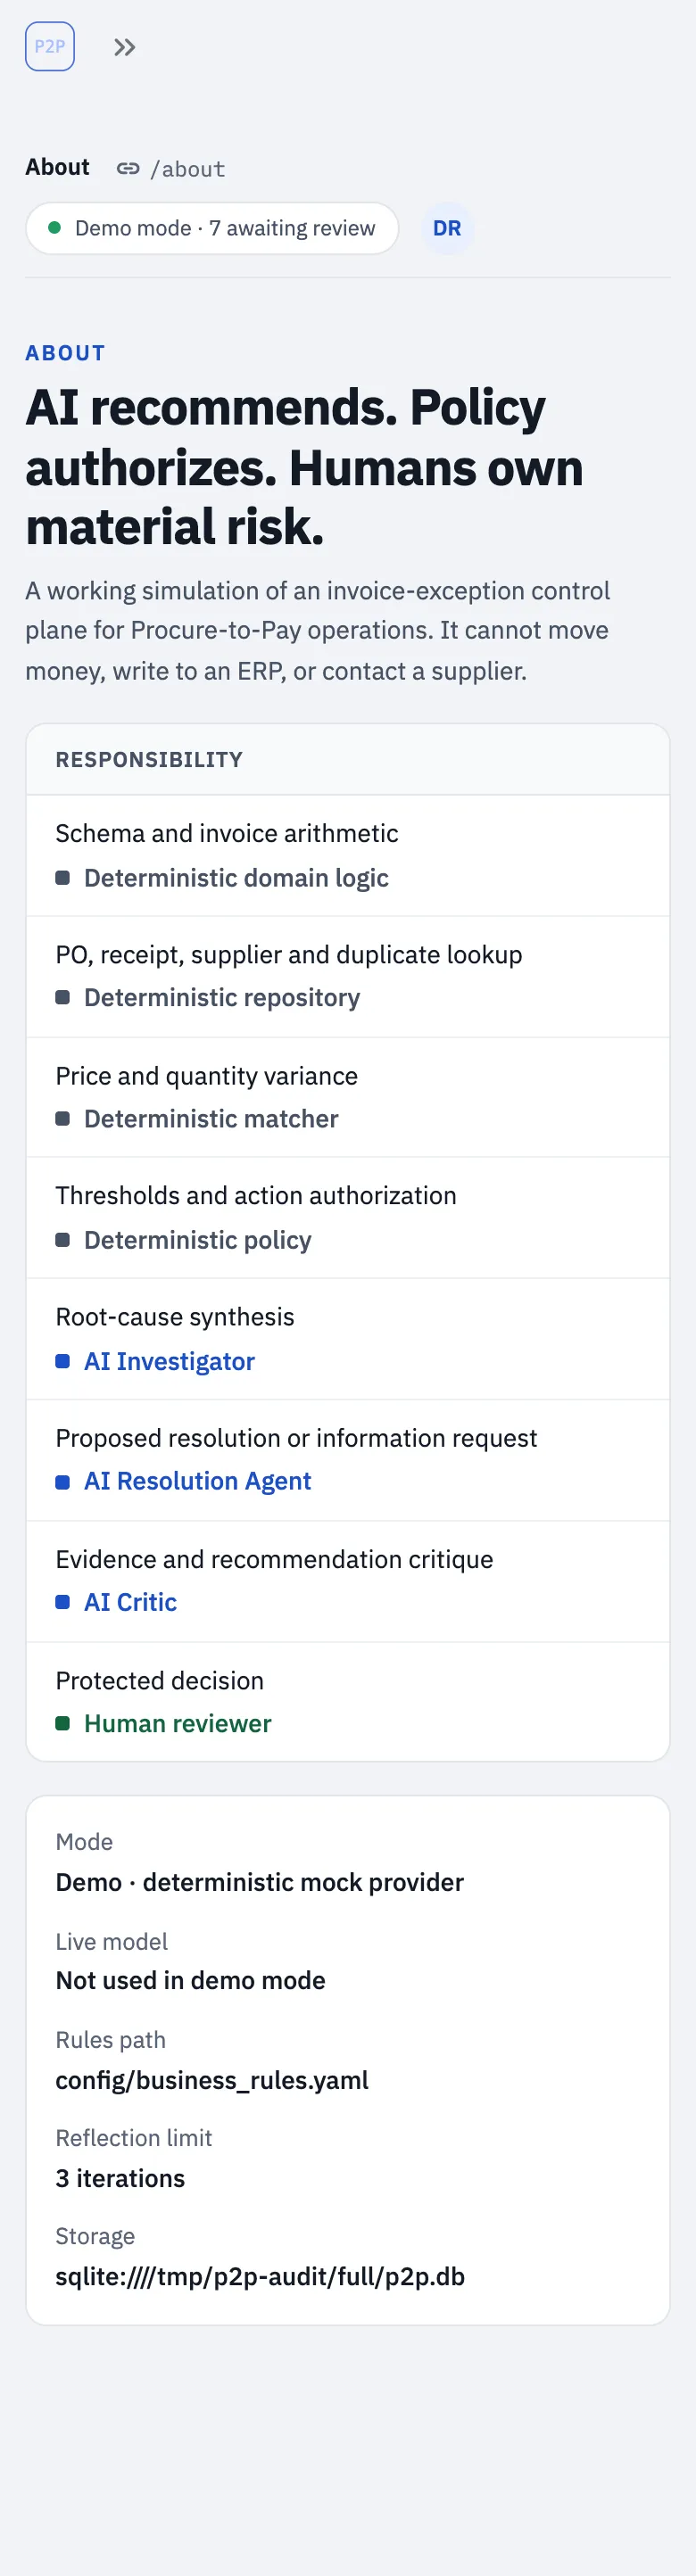 P2P
About /about
Demo mode · 7 awaiting review DR
ABOUT
AI recommends. Policy
authorizes. Humans own
material risk.
A working simulation of an invoice-exception control
plane for Procure-to-Pay operations. It cannot move
money, write to an ERP, or contact a supplier.
RESPONSIBILITY
Schema and invoice arithmetic
Deterministic domain logic
PO, receipt, supplier and duplicate lookup
Deterministic repository
Price and quantity variance
Deterministic matcher
Thresholds and action authorization
Deterministic policy
Root-cause synthesis
AI Investigator
Proposed resolution or information request
AI Resolution Agent
Evidence and recommendation critique
AI Critic
Protected decision
Human reviewer
Mode
Demo · deterministic mock provider
Live model
Not used in demo mode
Rules path
config/business_rules.yaml
Reflection limit
3 iterations
Storage
sqlite:////tmp/p2p-audit/full/p2p.db